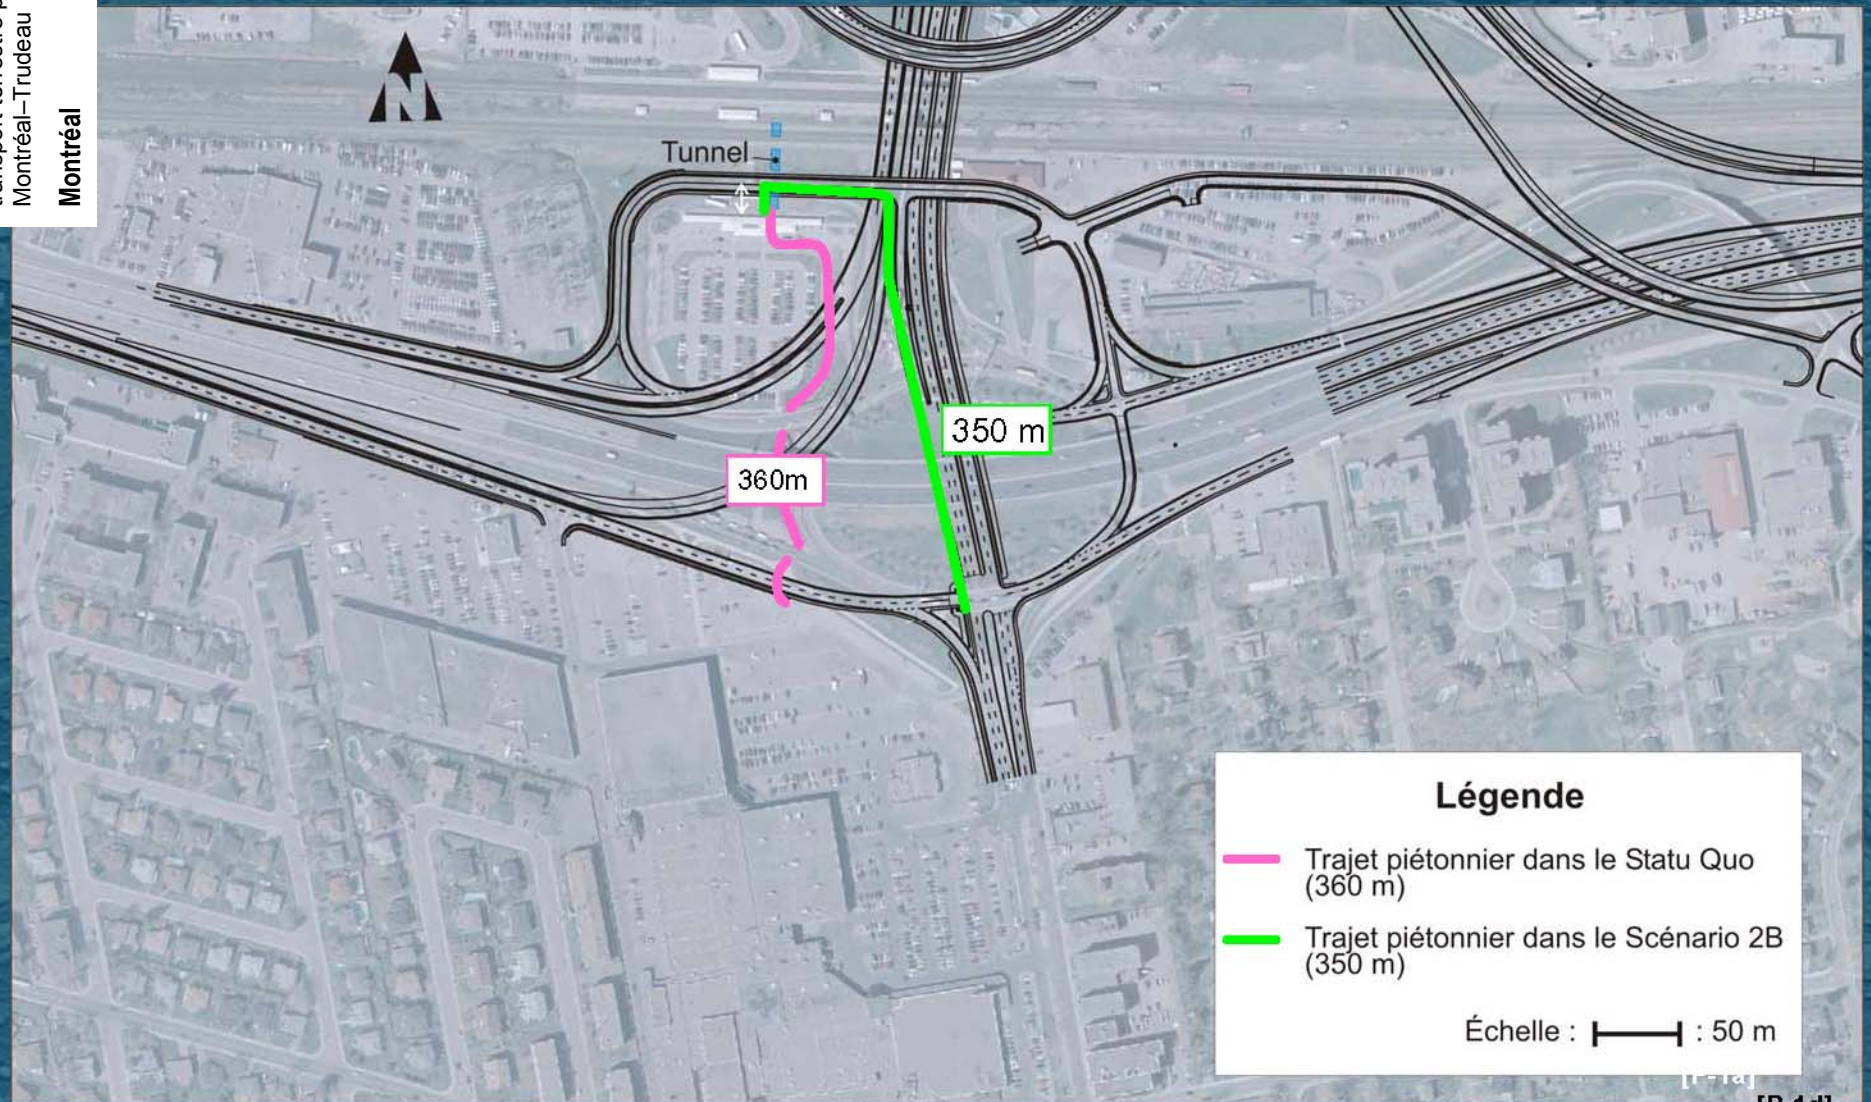 Montréal–Trudeau
Montréal
N
Tunnel
350 m
360m
Légende
Trajet piétonnier dans le Statu Quo
(360 m)
Trajet piétonnier dans le Scénario 2B
(350 m)
Échelle : : 50 m